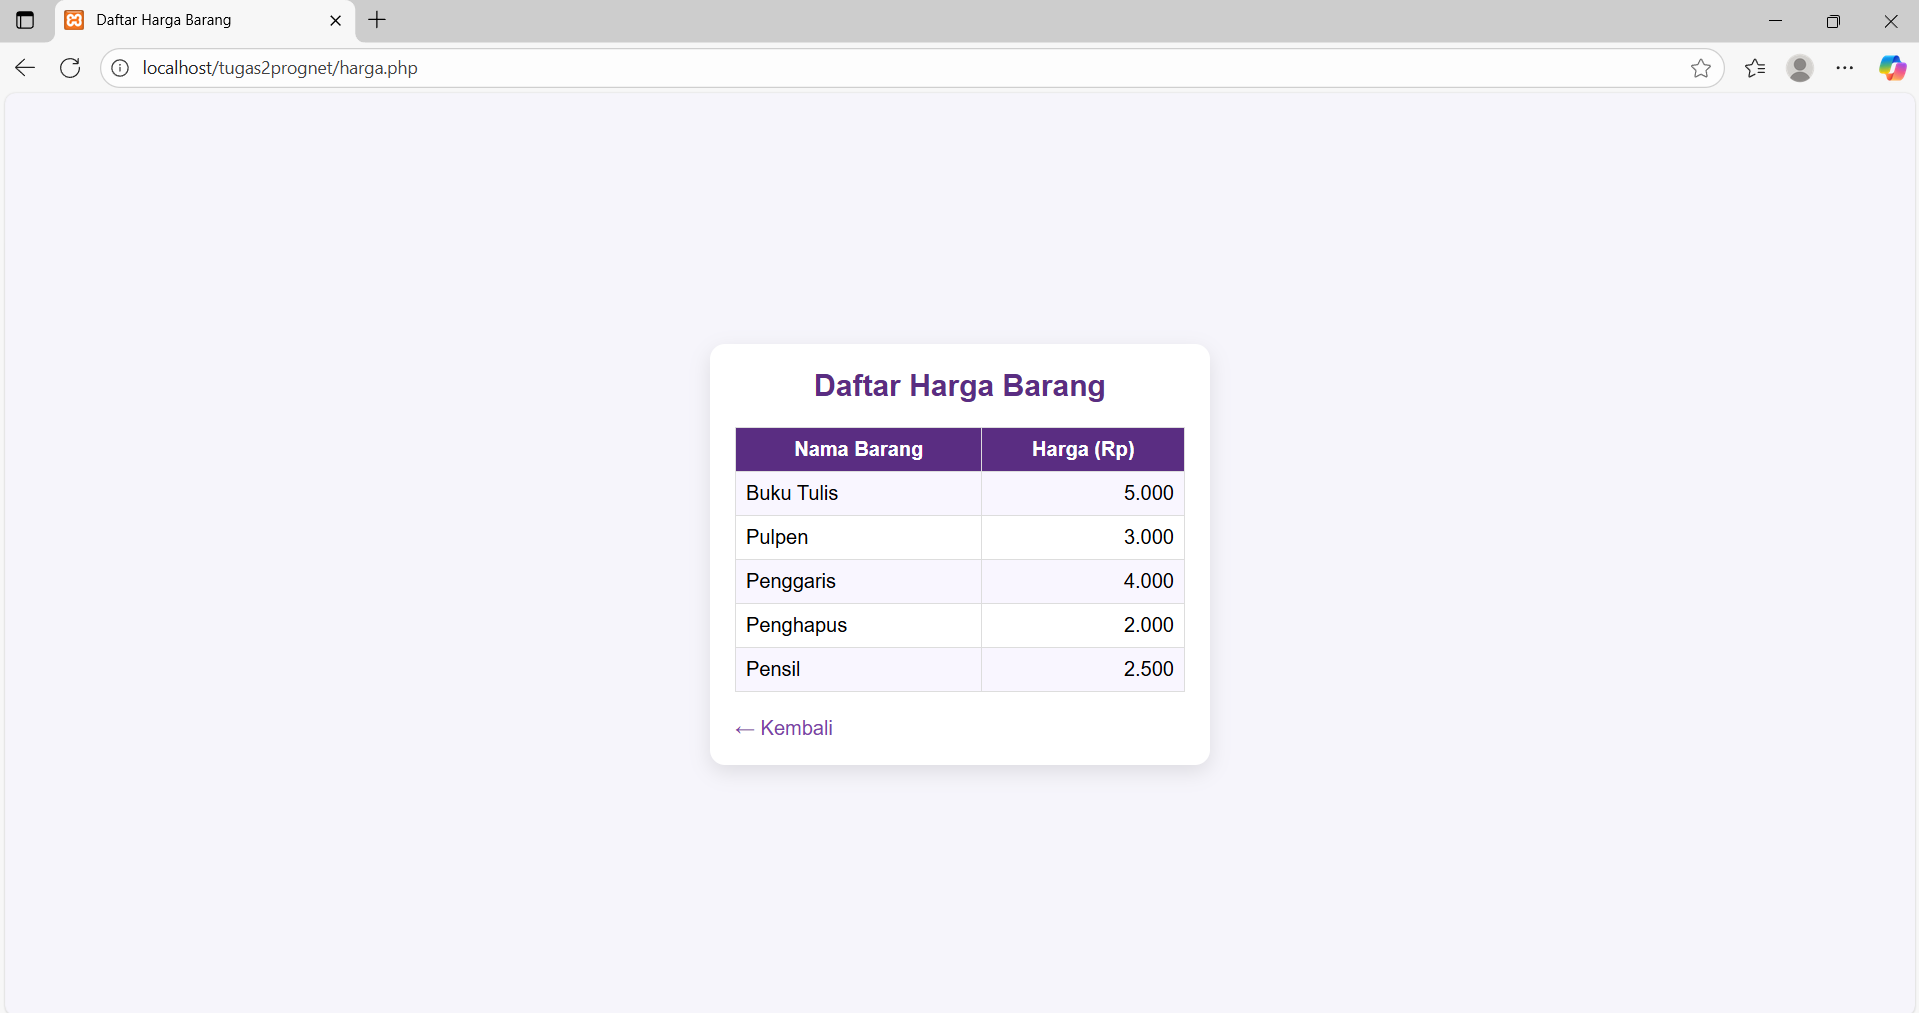 Daftar Harga Barang
localhost/tugas2prognet/harga.php
Daftar Harga Barang
Nama Barang Harga (Rp)
Buku Tulis 5.000
Pulpen 3.000
Penggaris 4.000
Penghapus 2.000
Pensil 2.500
← Kembali